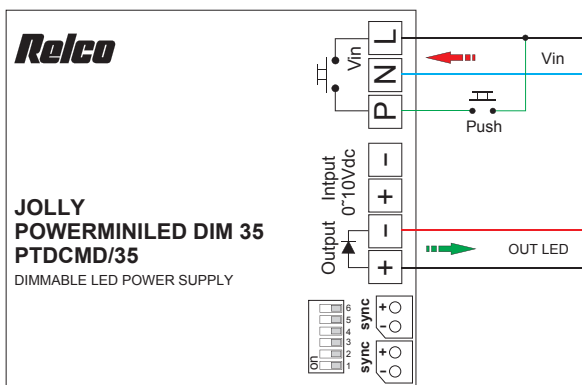 Relco
JOLLY
POWERMINILED DIM 35
PTDCMD/35
DIMMABLE LED POWER SUPPLY
Vin
L
N
P
Vin
Push
Intput
0~10Vdc
-
+
Output
-
+
OUT LED
on
6
5
4
3
2
1
sync
+
-
sync
+
-